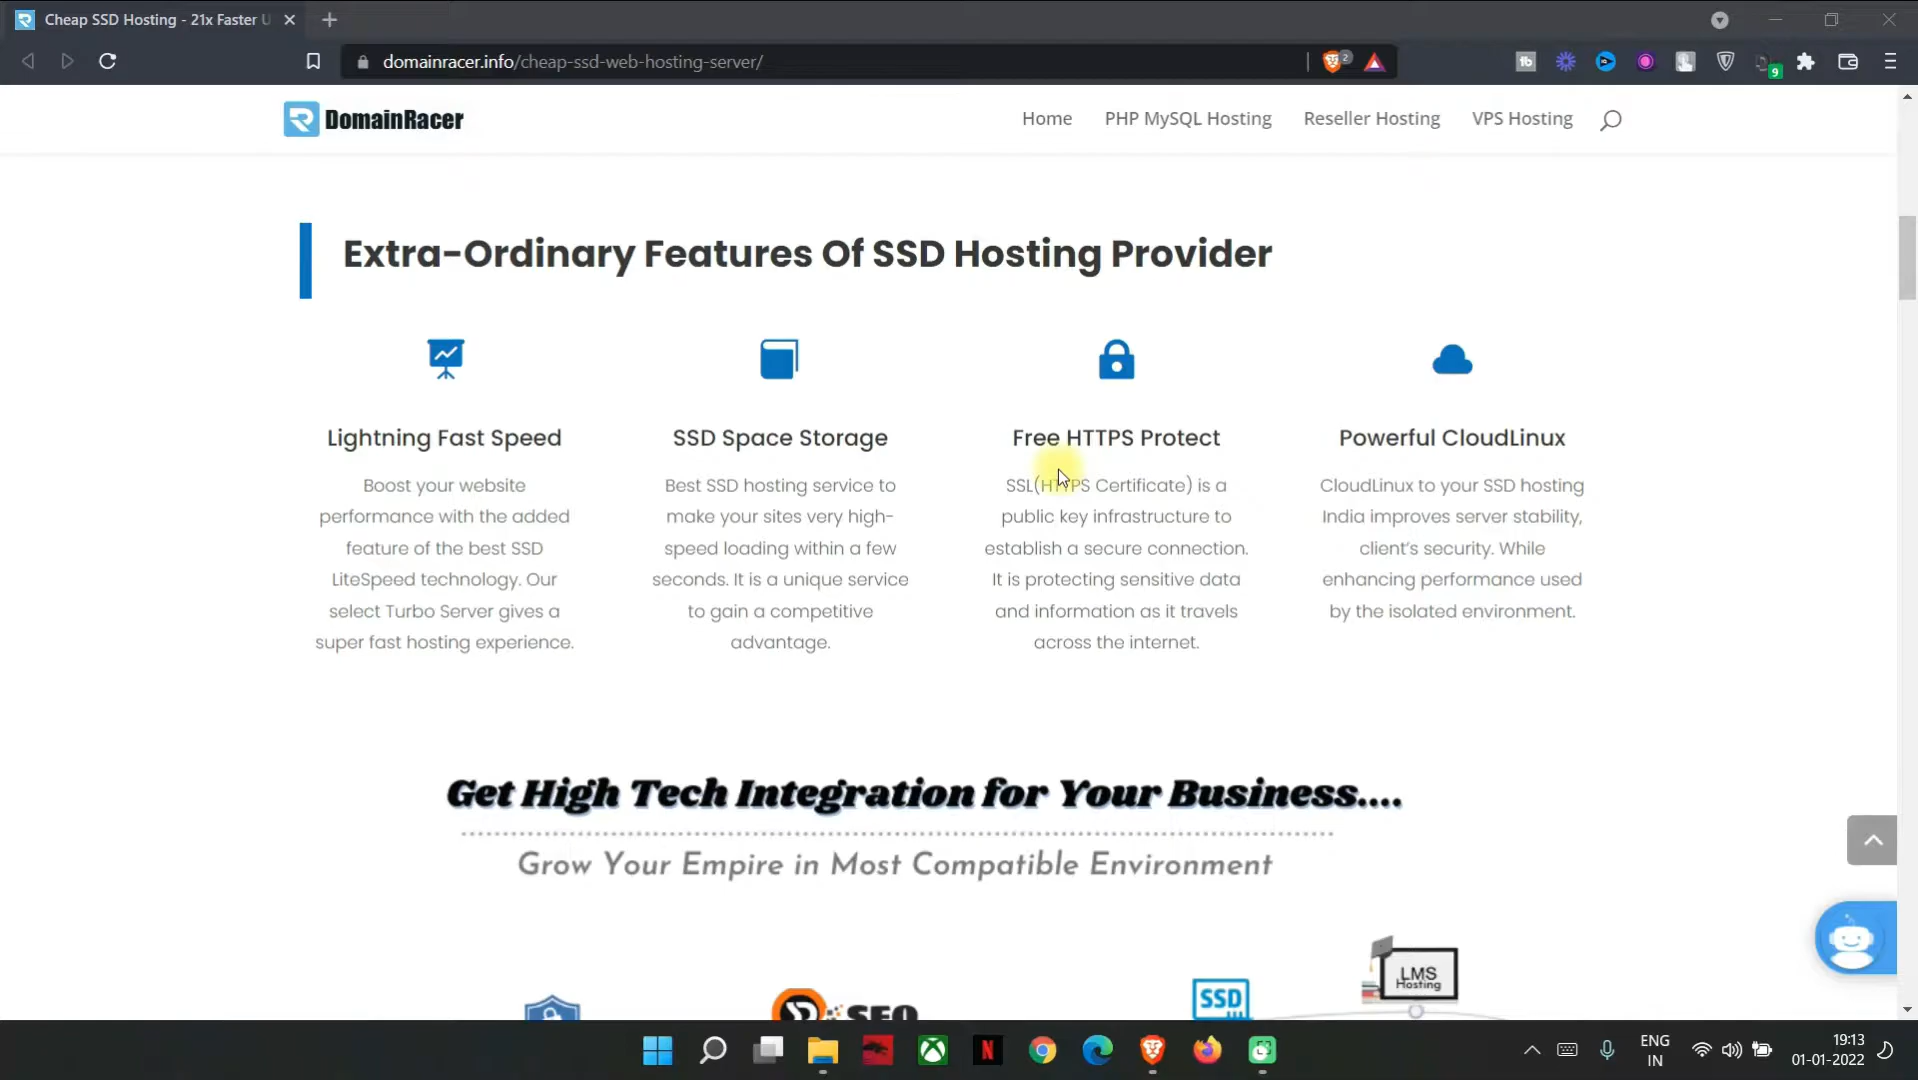 Cheap SSD Hosting - 21x Faster U
domainracer.info/cheap-ssd-web-hosting-server/
2
9
DomainRacer
Home
PHP MySQL Hosting
Reseller Hosting
VPS Hosting
Extra-Ordinary Features Of SSD Hosting Provider
Lightning Fast Speed
Boost your website
performance with the added
feature of the best SSD
LiteSpeed technology. Our
select Turbo Server gives a
super fast hosting experience.
SSD Space Storage
Best SSD hosting service to
make your sites very high-
speed loading within a few
seconds. It is a unique service
to gain a competitive
advantage.
Free HTTPS Protect
SSL(HTTPS Certificate) is a
public key infrastructure to
establish a secure connection.
It is protecting sensitive data
and information as it travels
across the internet.
Powerful CloudLinux
CloudLinux to your SSD hosting
India improves server stability,
client's security. While
enhancing performance used
by the isolated environment.
Get High Tech Integration for Your Business....
Grow Your Empire in Most Compatible Environment
SEO
SSD
LMS
Hosting
ENG
IN
19:13
01-01-2022